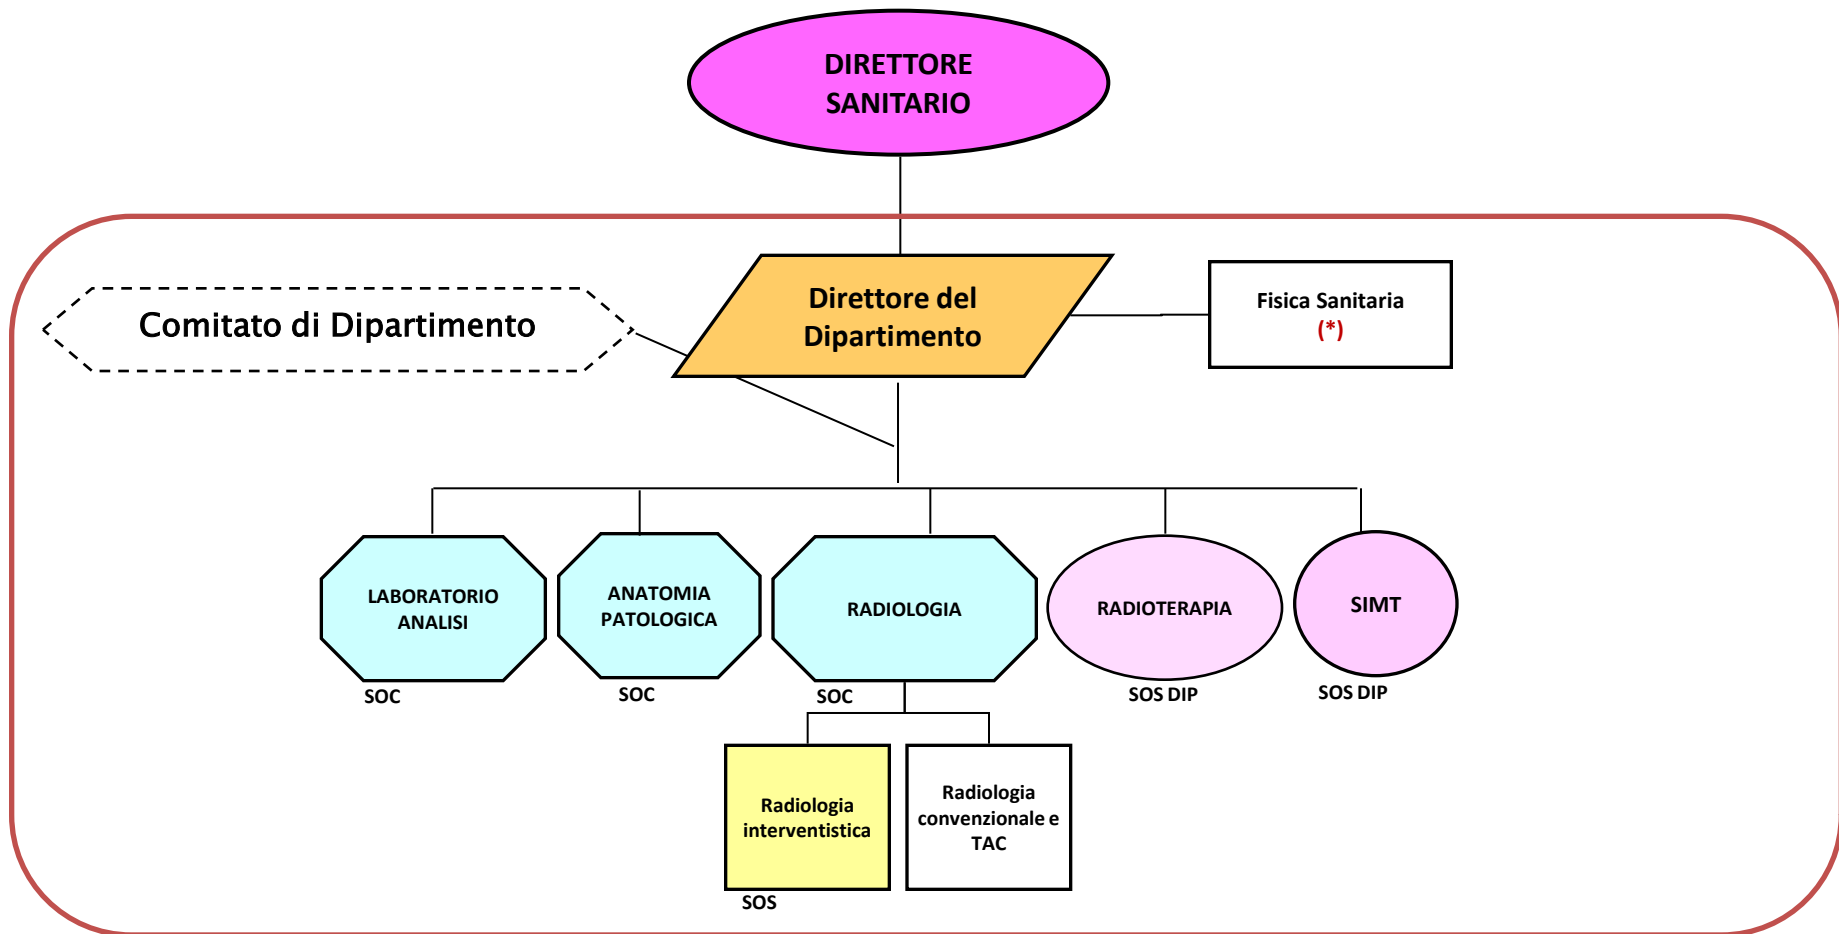 DIRETTORE
SANITARIO
Comitato di Dipartimento
Direttore del
Dipartimento
Fisica Sanitaria
(*)
LABORATORIO
ANALISI
SOC
ANATOMIA
PATOLOGICA
SOC
RADIOLOGIA
SOC
RADIOTERAPIA
SOS DIP
SIMT
SOS DIP
Radiologia
interventistica
SOS
Radiologia
convenzionale e
TAC